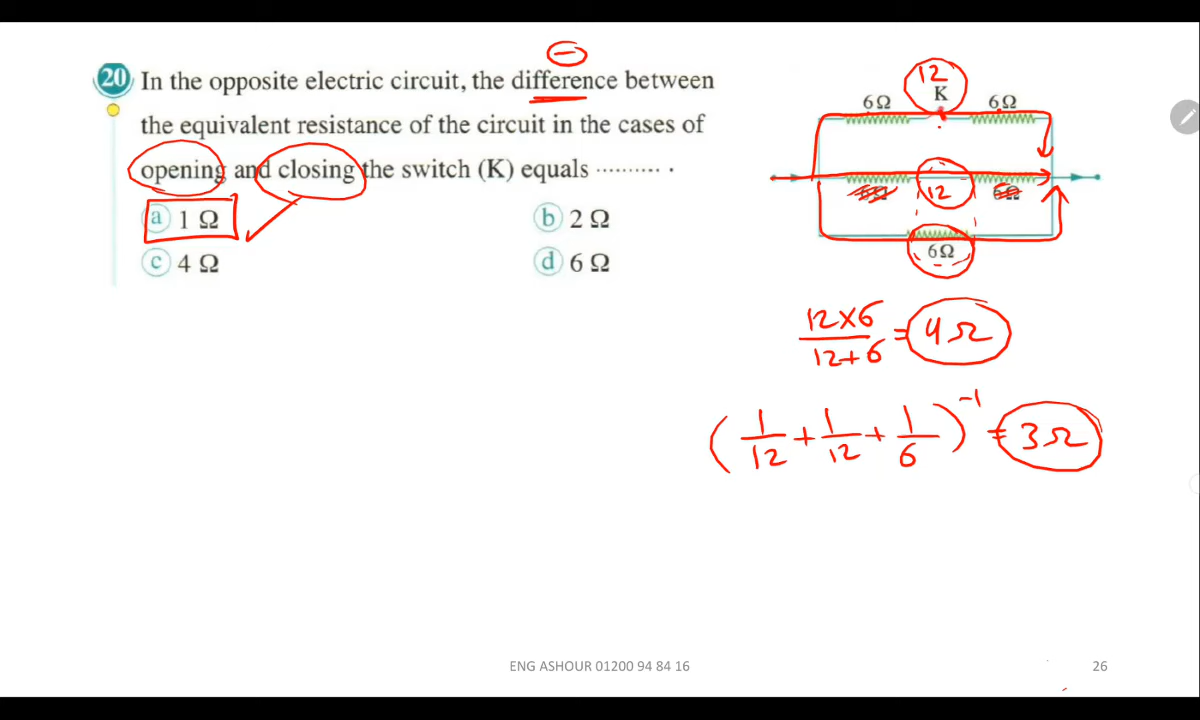 −
20 In the opposite electric circuit, the difference between
the equivalent resistance of the circuit in the cases of
opening and closing the switch (K) equals ·········· .
a 1 Ω
b 2 Ω
c 4 Ω
d 6 Ω
12
6Ω K 6Ω
12
6Ω
12×6 / 12+6 = 4Ω
(1/12 + 1/12 + 1/6)^-1 = 3Ω
ENG ASHOUR 01200 94 84 16
26